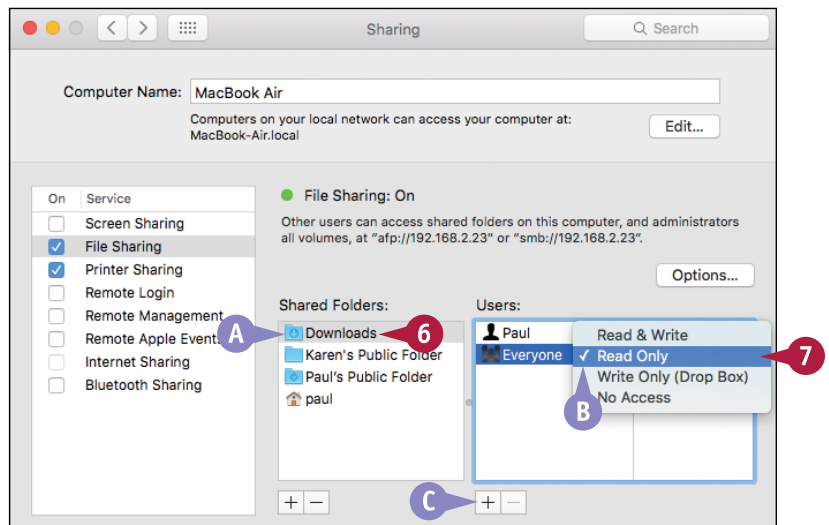 Sharing
Search
Computer Name: MacBook Air
Computers on your local network can access your computer at:
MacBook-Air.local
Edit...
On Service
Screen Sharing
File Sharing
Printer Sharing
Remote Login
Remote Management
Remote Apple Events
Internet Sharing
Bluetooth Sharing
File Sharing: On
Other users can access shared folders on this computer, and administrators
all volumes, at “afp://192.168.2.23” or “smb://192.168.2.23”.
Options...
Shared Folders:
A
Downloads
6
Karen's Public Folder
Paul's Public Folder
paul
+ −
Users:
Paul
Everyone
Read & Write
✓ Read Only
7
Write Only (Drop Box)
B
No Access
C
+ −